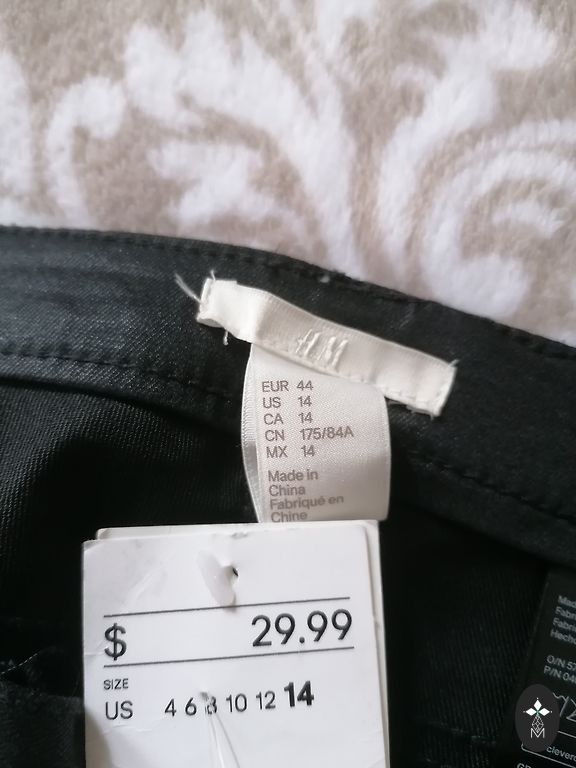 H&M
EUR 44
US 14
CA 14
CN 175/84A
MX 14
Made in
China
Fabriqué en
Chine
$ 29.99
SIZE
US 4 6 8 10 12 14
O/N
P/N
M